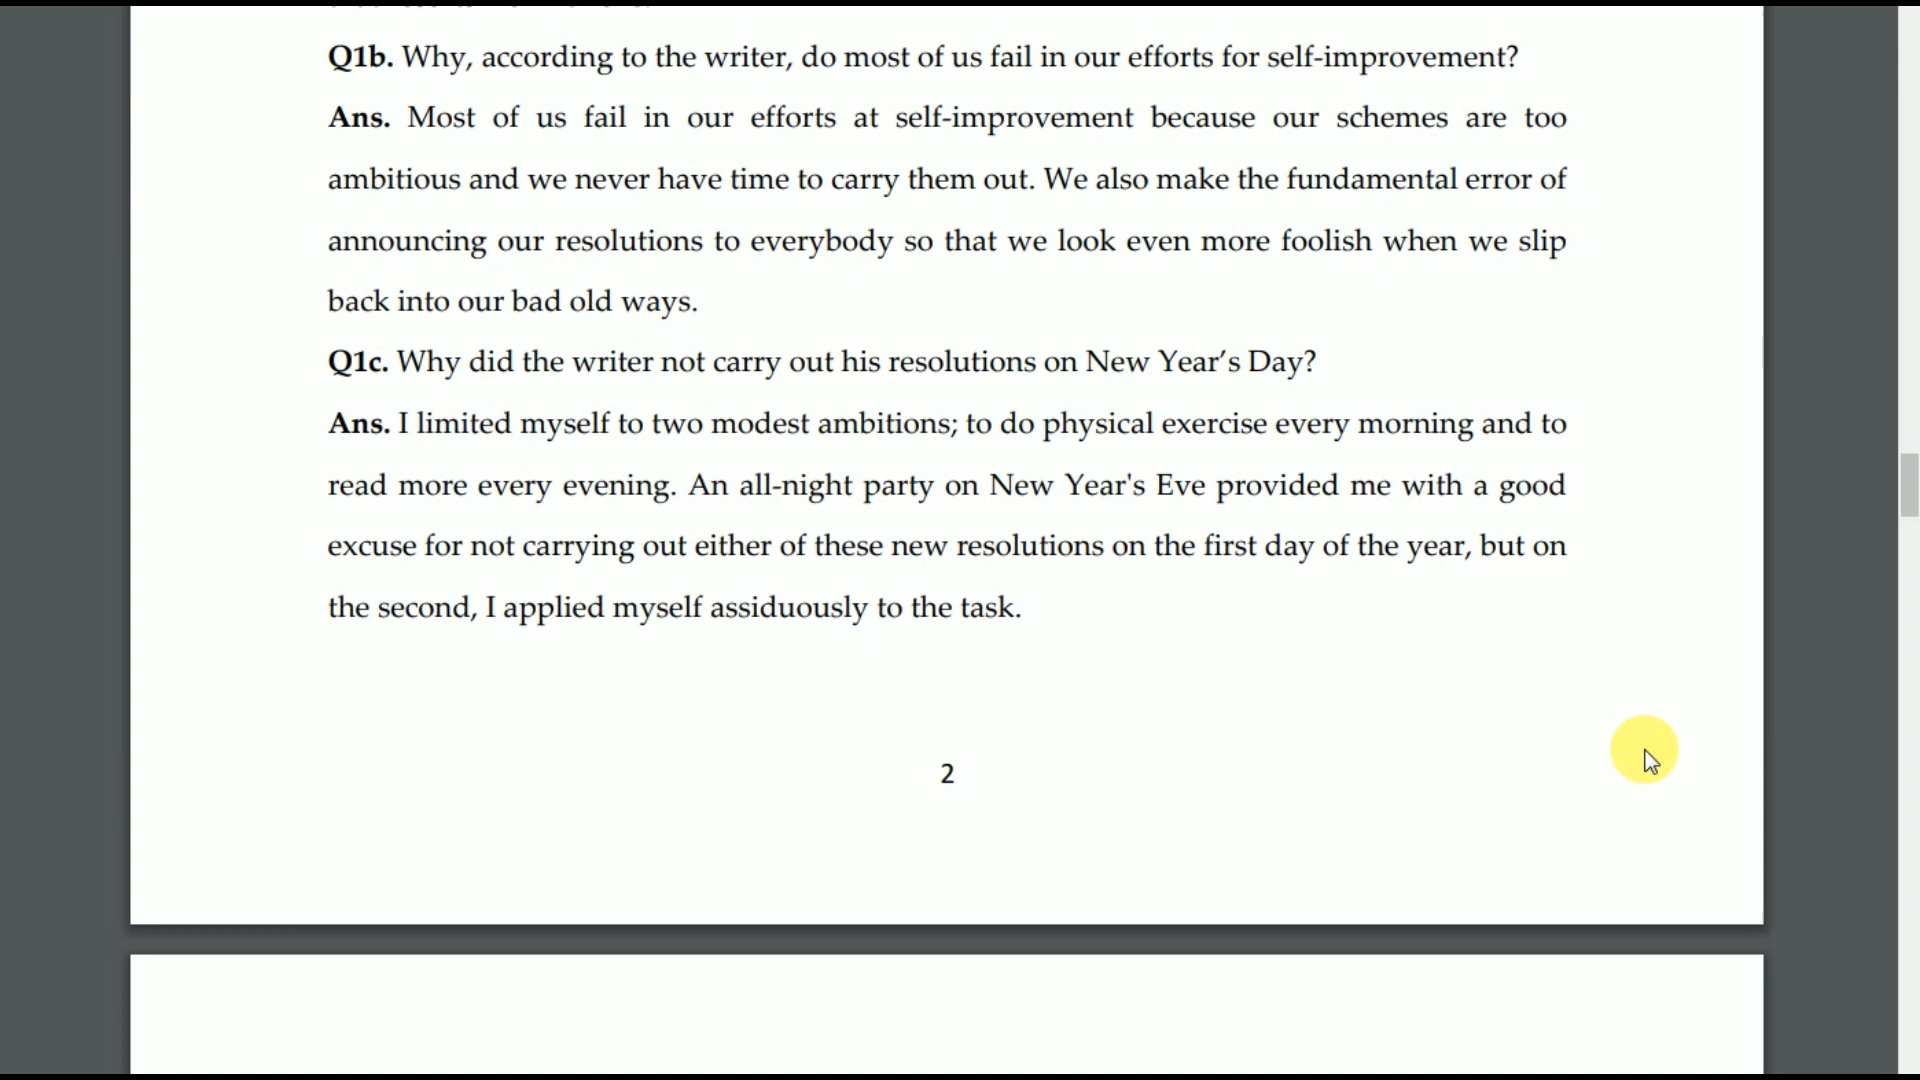 Q1b. Why, according to the writer, do most of us fail in our efforts for self-improvement?
Ans. Most of us fail in our efforts at self-improvement because our schemes are too
ambitious and we never have time to carry them out. We also make the fundamental error of
announcing our resolutions to everybody so that we look even more foolish when we slip
back into our bad old ways.
Q1c. Why did the writer not carry out his resolutions on New Year’s Day?
Ans. I limited myself to two modest ambitions; to do physical exercise every morning and to
read more every evening. An all-night party on New Year's Eve provided me with a good
excuse for not carrying out either of these new resolutions on the first day of the year, but on
the second, I applied myself assiduously to the task.
2